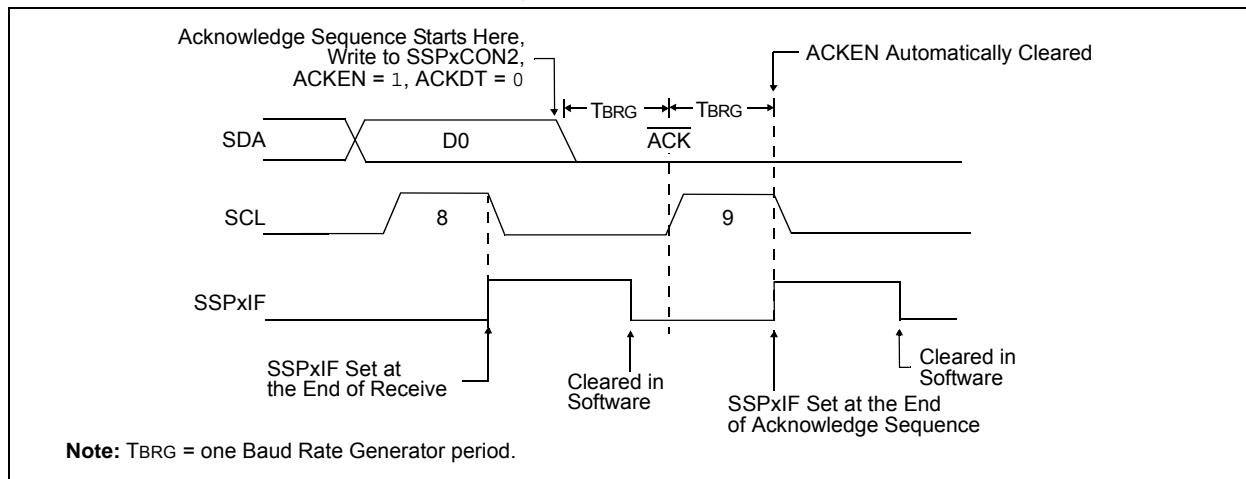 Acknowledge Sequence Starts Here,
Write to SSPxCON2,
ACKEN = 1, ACKDT = 0
ACKEN Automatically Cleared
TBRG
TBRG
SDA
D0
ACK
SCL
8
9
SSPxIF
SSPxIF Set at
the End of Receive
Cleared in
Software
SSPxIF Set at the End
of Acknowledge Sequence
Cleared in
Software
Note: TBRG = one Baud Rate Generator period.